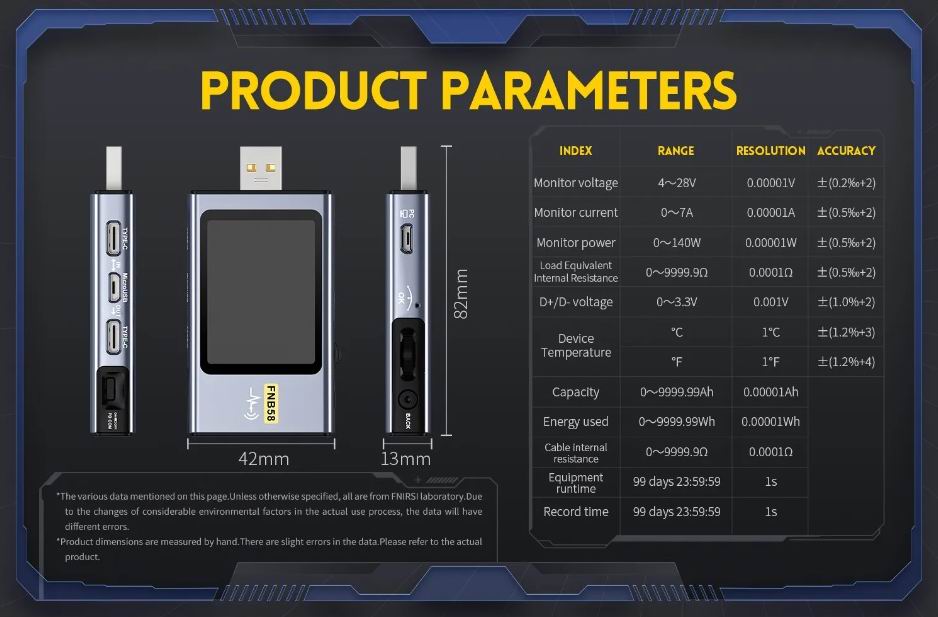 PRODUCT PARAMETERS
INDEX RANGE RESOLUTION ACCURACY
Monitor voltage 4～28V 0.00001V ±(0.2‰+2)
Monitor current 0～7A 0.00001A ±(0.5‰+2)
Monitor power 0～140W 0.00001W ±(0.5‰+2)
Load Equivalent
Internal Resistance 0～9999.9Ω 0.0001Ω ±(0.5‰+2)
D+/D- voltage 0～3.3V 0.001V ±(1.0%+2)
Device
Temperature
°C 1°C ±(1.2%+3)
°F 1°F ±(1.2%+4)
Capacity 0～9999.99Ah 0.00001Ah
Energy used 0～9999.99Wh 0.00001Wh
Cable internal
resistance 0～9999.9Ω 0.0001Ω
Equipment
runtime 99 days 23:59:59 1s
Record time 99 days 23:59:59 1s
TYPE-C
MicroUSB
TYPE-C
FNB58
PC
OK
BACK
82mm
42mm
13mm
*The various data mentioned on this page.Unless otherwise specified, all are from FNIRSI laboratory.Due
to the changes of considerable environmental factors in the actual use process, the data will have
different errors.
*Product dimensions are measured by hand.There are slight errors in the data.Please refer to the actual
product.